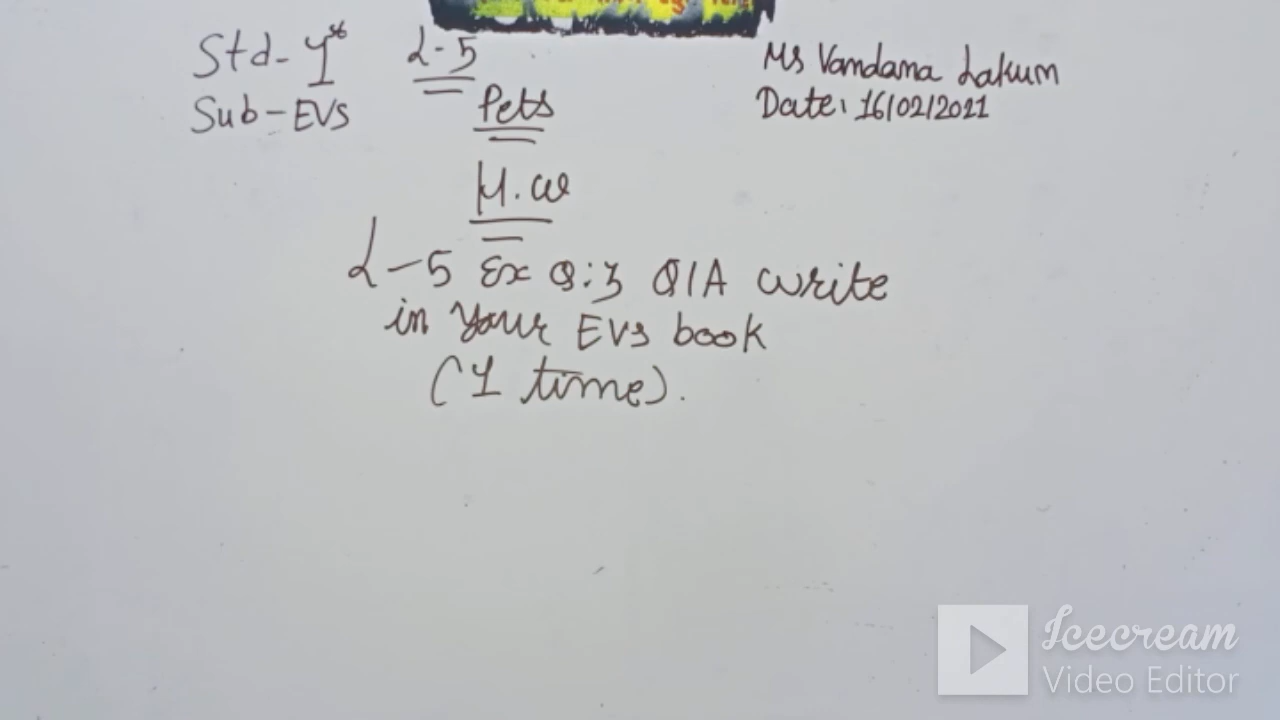 Std-1st L-5 Ms Vandana Lakum
Sub-EVS Pets Date: 16/02/2021
H.W
L-5 Ex Q:3 Q/A write
in your EVS book
(1 time).
Icecream
Video Editor